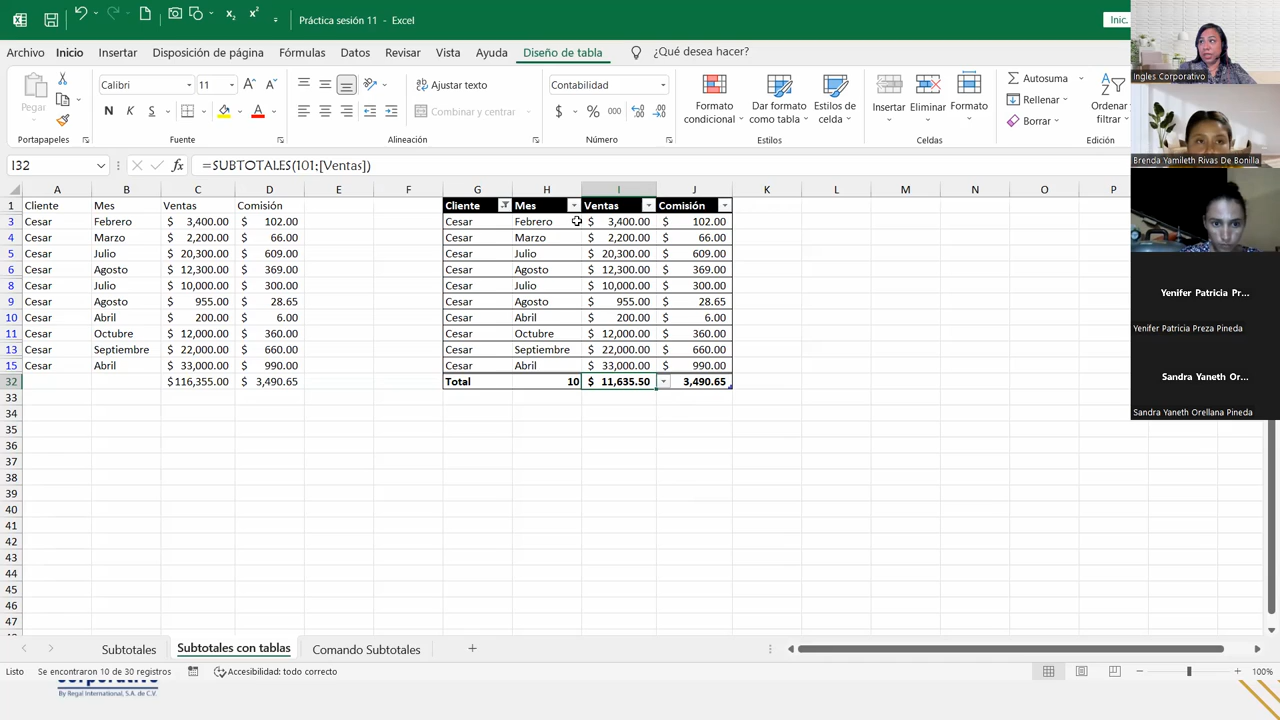 Práctica sesión 11 - Excel
Inic.
Archivo Inicio Insertar Disposición de página Fórmulas Datos Revisar Vista Ayuda Diseño de tabla ¿Qué desea hacer?
Pegar
Calibri 11
N K S
Ajustar texto
Combinar y centrar
Contabilidad
Formato condicional
Dar formato como tabla
Estilos de celda
Insertar Eliminar Formato
Autosuma
Rellenar
Borrar
Ordenar filtrar
Portapapeles Fuente Alineación Número Estilos Celdas Edición
I32 fx =SUBTOTALES(101;[Ventas])
A B C D E F G H I J K L M N O P
1 Cliente Mes Ventas Comisión Cliente Mes Ventas Comisión
3 Cesar Febrero $ 3,400.00 $ 102.00 Cesar Febrero $ 3,400.00 $ 102.00
4 Cesar Marzo $ 2,200.00 $ 66.00 Cesar Marzo $ 2,200.00 $ 66.00
5 Cesar Julio $ 20,300.00 $ 609.00 Cesar Julio $ 20,300.00 $ 609.00
6 Cesar Agosto $ 12,300.00 $ 369.00 Cesar Agosto $ 12,300.00 $ 369.00
8 Cesar Julio $ 10,000.00 $ 300.00 Cesar Julio $ 10,000.00 $ 300.00
9 Cesar Agosto $ 955.00 $ 28.65 Cesar Agosto $ 955.00 $ 28.65
10 Cesar Abril $ 200.00 $ 6.00 Cesar Abril $ 200.00 $ 6.00
11 Cesar Octubre $ 12,000.00 $ 360.00 Cesar Octubre $ 12,000.00 $ 360.00
13 Cesar Septiembre $ 22,000.00 $ 660.00 Cesar Septiembre $ 22,000.00 $ 660.00
15 Cesar Abril $ 33,000.00 $ 990.00 Cesar Abril $ 33,000.00 $ 990.00
32 $116,355.00 $ 3,490.65 Total 10 $ 11,635.50 3,490.65
33
34
35
36
37
38
39
40
41
42
43
44
45
46
47
Subtotales Subtotales con tablas Comando Subtotales
Listo Se encontraron 10 de 30 registros Accesibilidad: todo correcto 100%
By Regal International, S.A. de C.V.
Ingles Corporativo
Brenda Yamileth Rivas De Bonilla
Yenifer Patricia Pr...
Yenifer Patricia Preza Pineda
Sandra Yaneth Or...
Sandra Yaneth Orellana Pineda